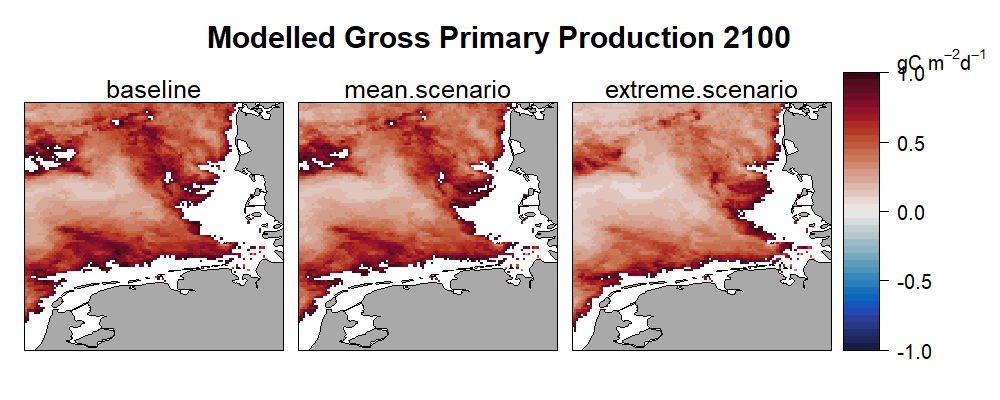 Modelled Gross Primary Production 2100
baseline
mean.scenario
extreme.scenario
gC m⁻²d⁻¹
1.0
0.5
0.0
-0.5
-1.0